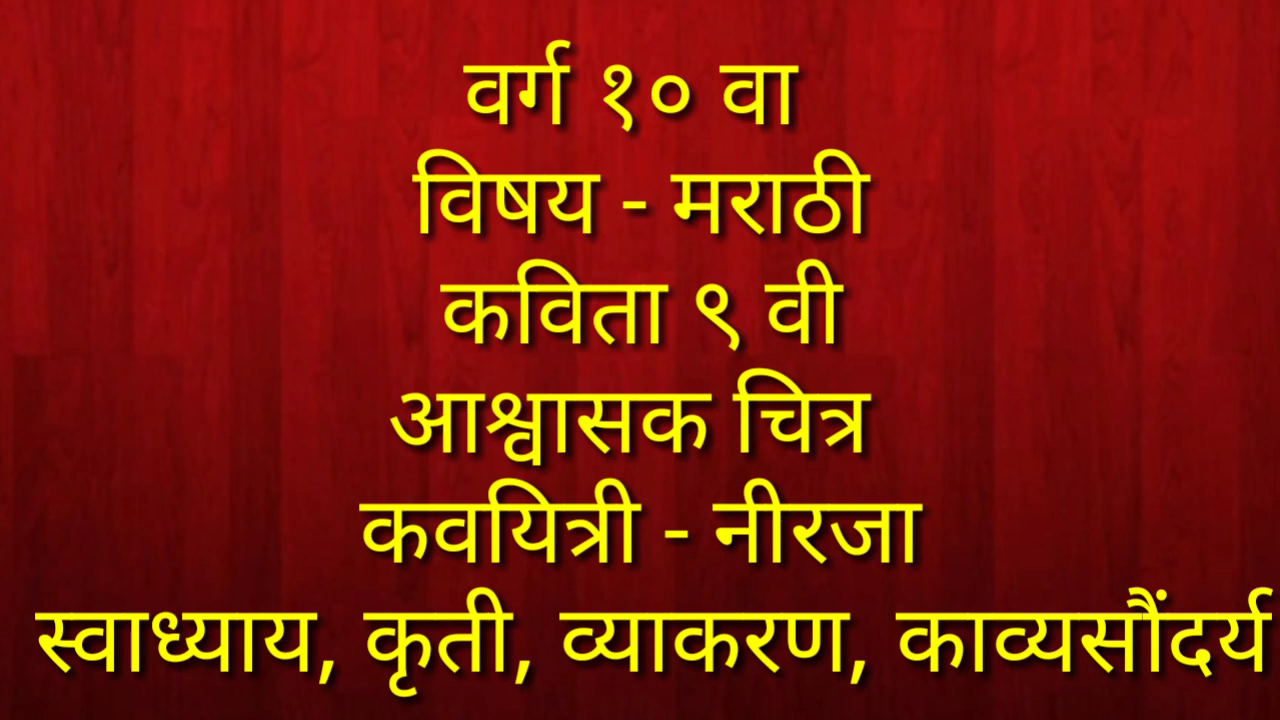 वर्ग १० वा
विषय - मराठी
कविता ९ वी
आश्वासक चित्र
कवयित्री - नीरजा
स्वाध्याय, कृती, व्याकरण, काव्यसौंदर्य